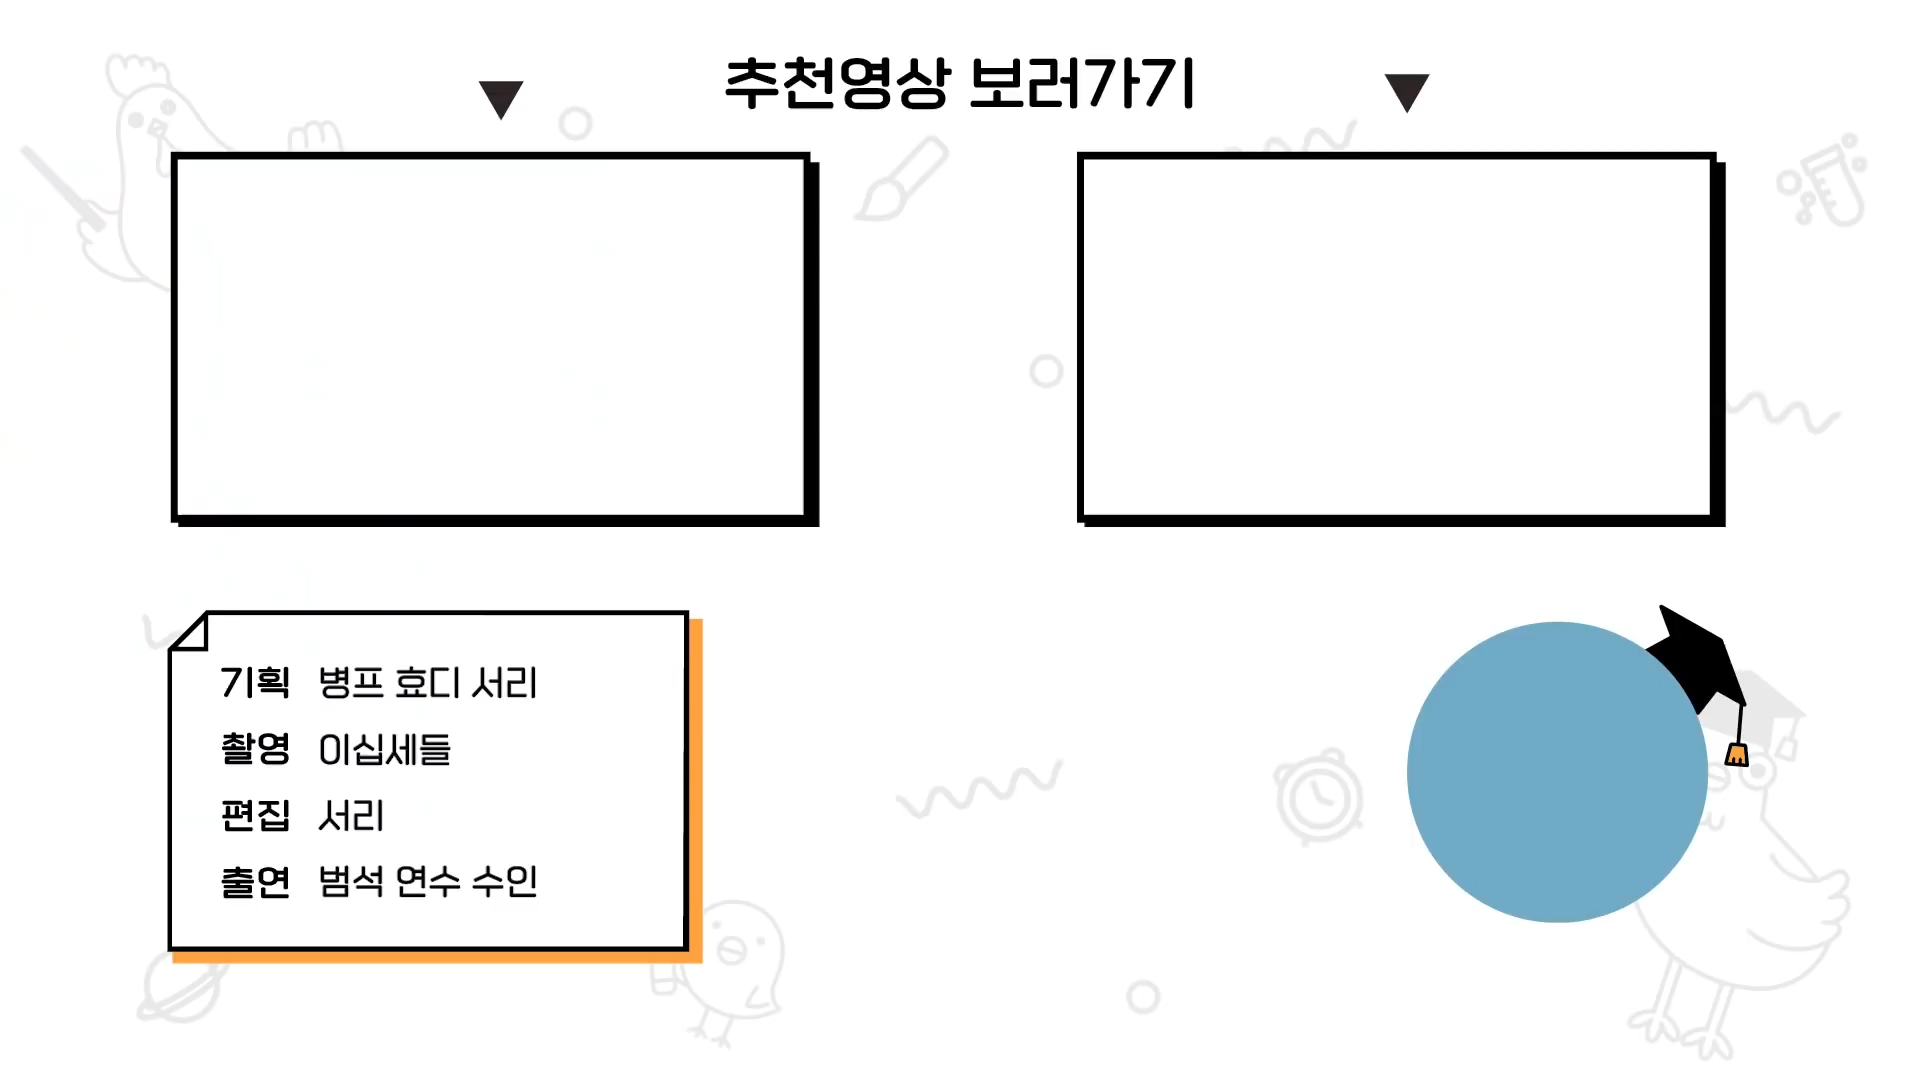 추천영상 보러가기
기획 병프 효디 서리
촬영 이십세들
편집 서리
출연 범석 연수 수인